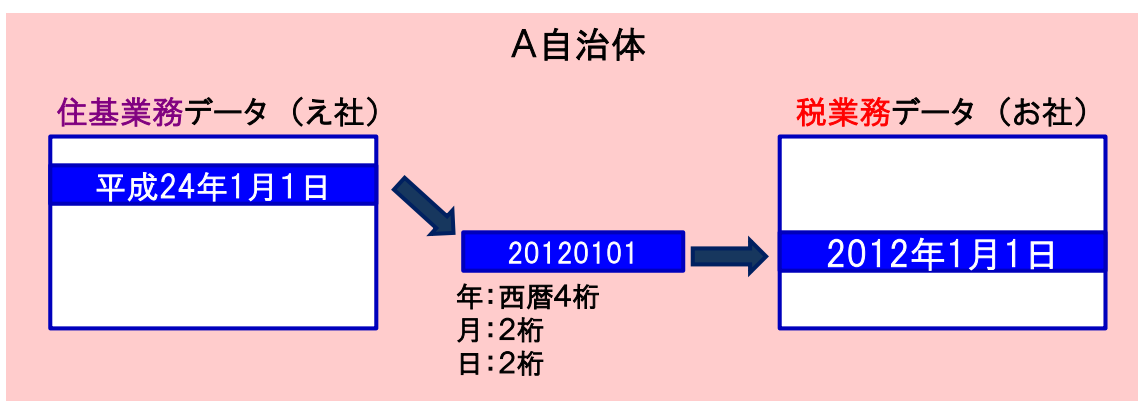 A自治体
住基業務データ（え社）
税業務データ（お社）
平成24年1月1日
20120101
2012年1月1日
年：西暦4桁
月：2桁
日：2桁